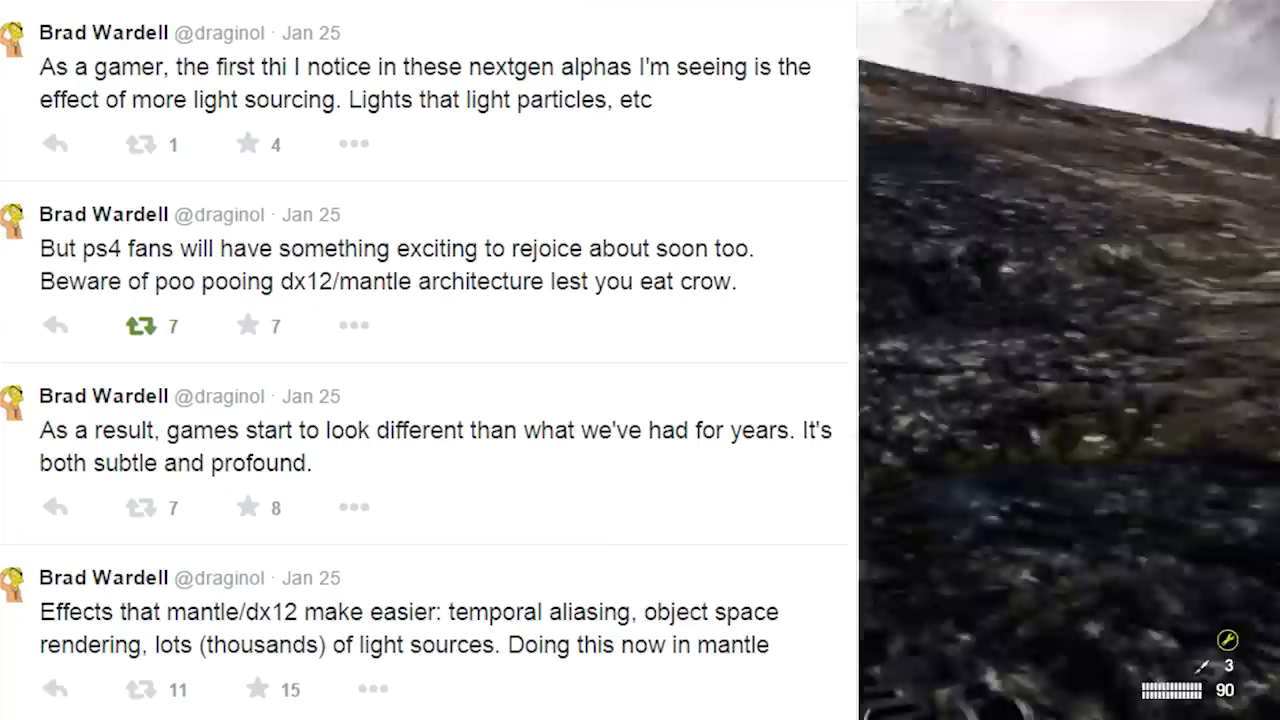 Brad Wardell @draginol · Jan 25
As a gamer, the first thi I notice in these nextgen alphas I'm seeing is the
effect of more light sourcing. Lights that light particles, etc
1 4
Brad Wardell @draginol · Jan 25
But ps4 fans will have something exciting to rejoice about soon too.
Beware of poo pooing dx12/mantle architecture lest you eat crow.
7 7
Brad Wardell @draginol · Jan 25
As a result, games start to look different than what we've had for years. It's
both subtle and profound.
7 8
Brad Wardell @draginol · Jan 25
Effects that mantle/dx12 make easier: temporal aliasing, object space
rendering, lots (thousands) of light sources. Doing this now in mantle
11 15
3
90